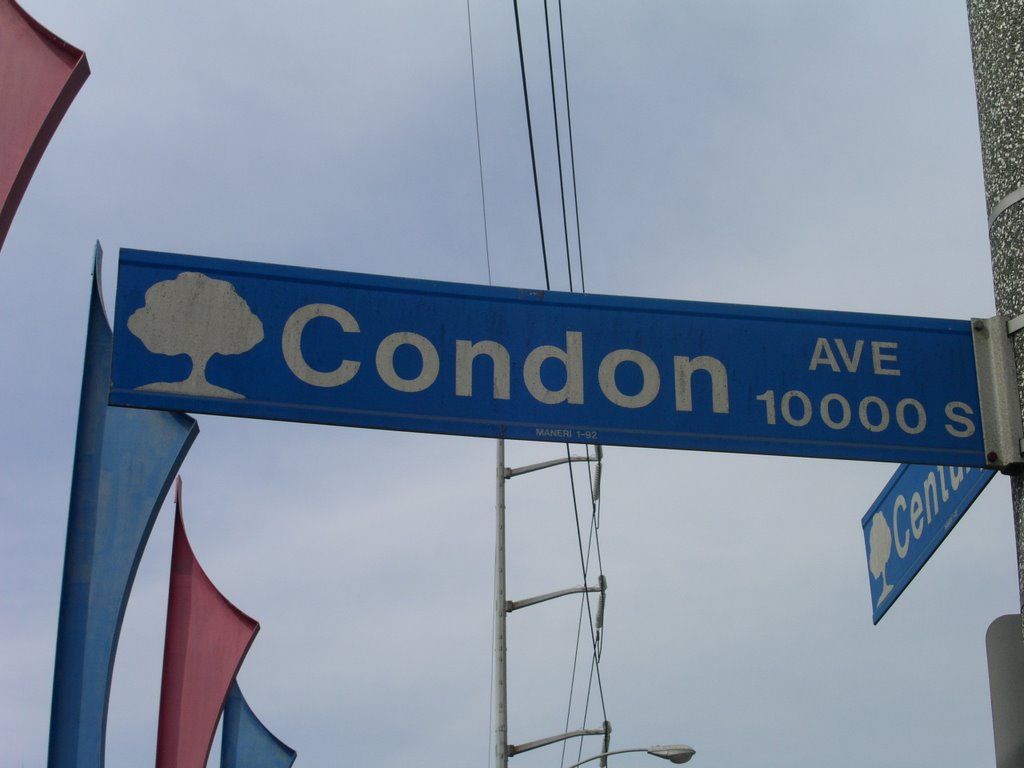 Condon AVE
10000 S
MANERI 1-92